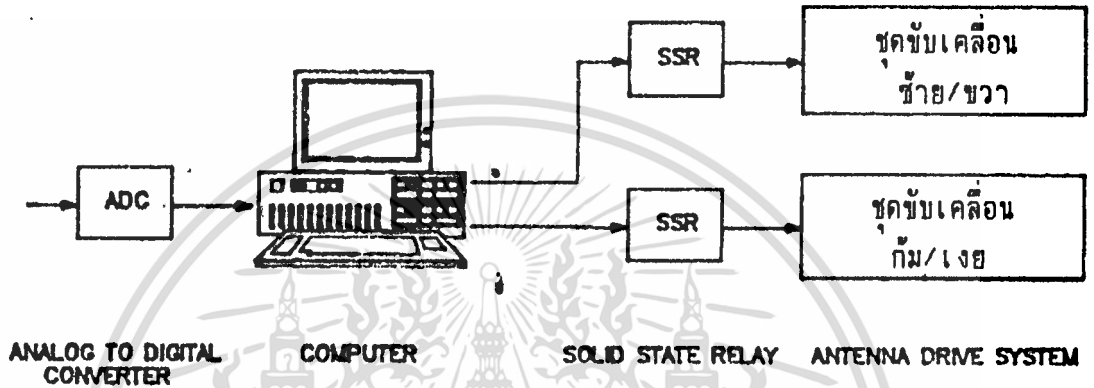 SSR
ชุดขับเคลื่อน
ซ้าย/ขวา
ADC
SSR
ชุดขับเคลื่อน
ก้ม/เงย
ANALOG TO DIGITAL
CONVERTER
COMPUTER
SOLID STATE RELAY
ANTENNA DRIVE SYSTEM